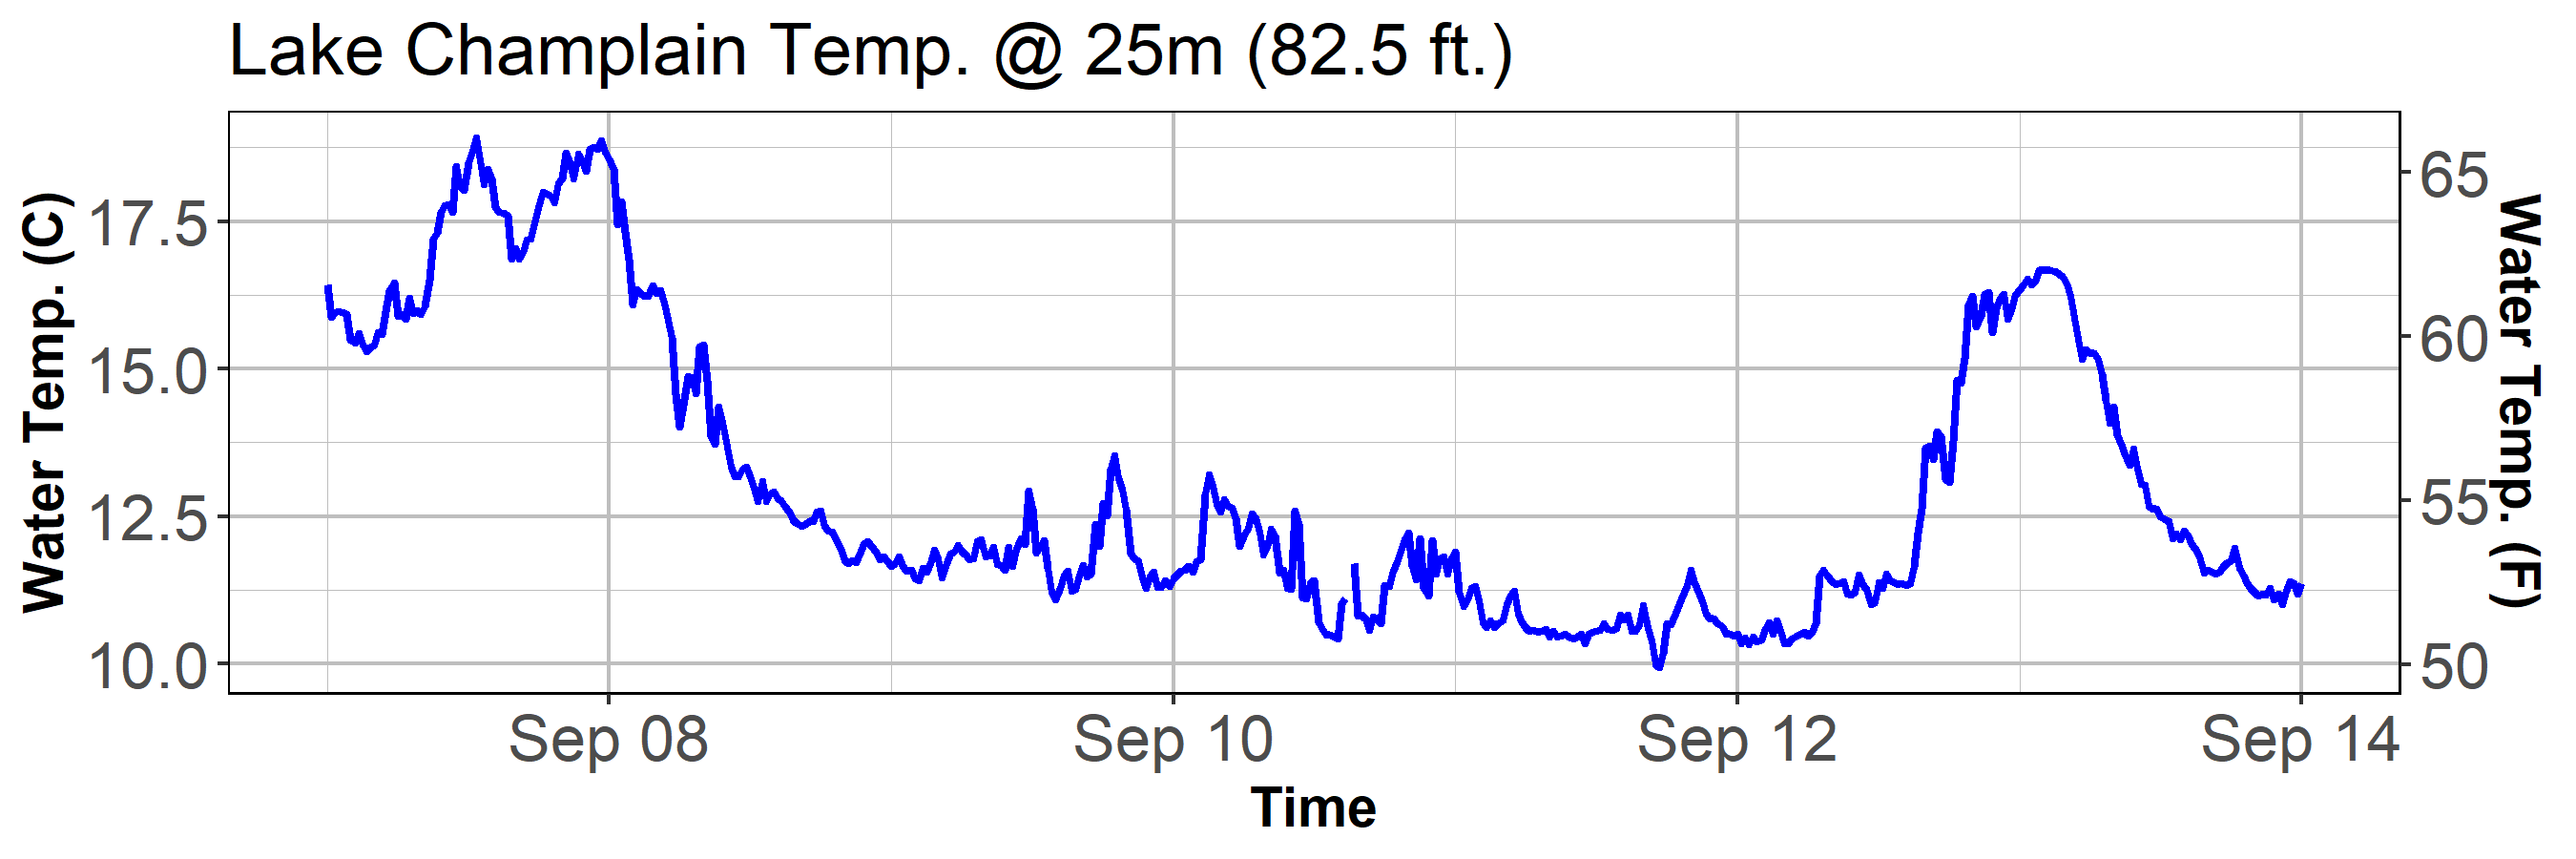 Lake Champlain Temp. @ 25m (82.5 ft.)
Water Temp. (C)
17.5
15.0
12.5
10.0
65
60
55
50
Water Temp. (F)
Sep 08 Sep 10 Sep 12 Sep 14
Time